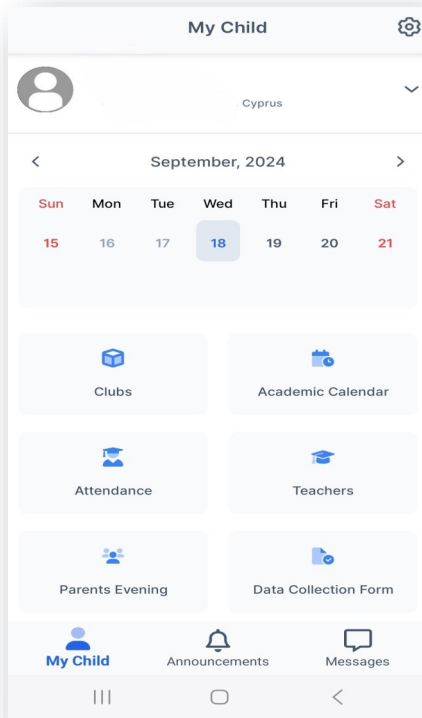 My Child
Cyprus
September, 2024
Sun Mon Tue Wed Thu Fri Sat
15 16 17 18 19 20 21
Clubs Academic Calendar
Attendance Teachers
Parents Evening Data Collection Form
My Child Announcements Messages